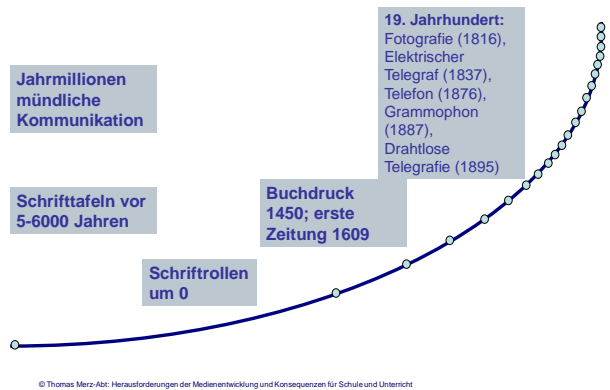 Jahrmillionen
mündliche
Kommunikation
Schrifttafeln vor
5-6000 Jahren
Schriftrollen
um 0
Buchdruck
1450; erste
Zeitung 1609
19. Jahrhundert:
Fotografie (1816),
Elektrischer
Telegraf (1837),
Telefon (1876),
Grammophon
(1887),
Drahtlose
Telegrafie (1895)
© Thomas Merz-Abt: Herausforderungen der Medienentwicklung und Konsequenzen für Schule und Unterricht